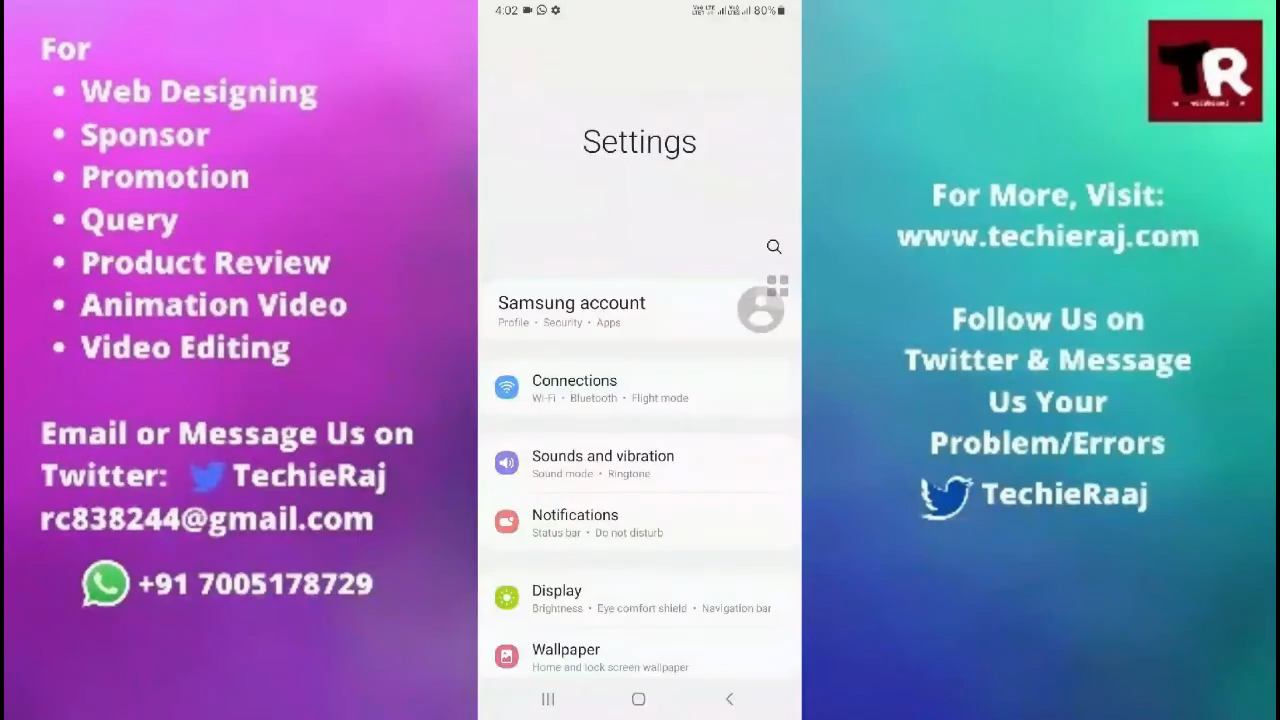 For
• Web Designing
• Sponsor
• Promotion
• Query
• Product Review
• Animation Video
• Video Editing
Email or Message Us on
Twitter: TechieRaj
rc838244@gmail.com
+91 7005178729
4:02
80%
Settings
Samsung account
Profile • Security • Apps
Connections
Wi-Fi • Bluetooth • Flight mode
Sounds and vibration
Sound mode • Ringtone
Notifications
Status bar • Do not disturb
Display
Brightness • Eye comfort shield • Navigation bar
Wallpaper
Home and lock screen wallpaper
TR
For More, Visit:
www.techieraj.com
Follow Us on
Twitter & Message
Us Your
Problem/Errors
TechieRaaj